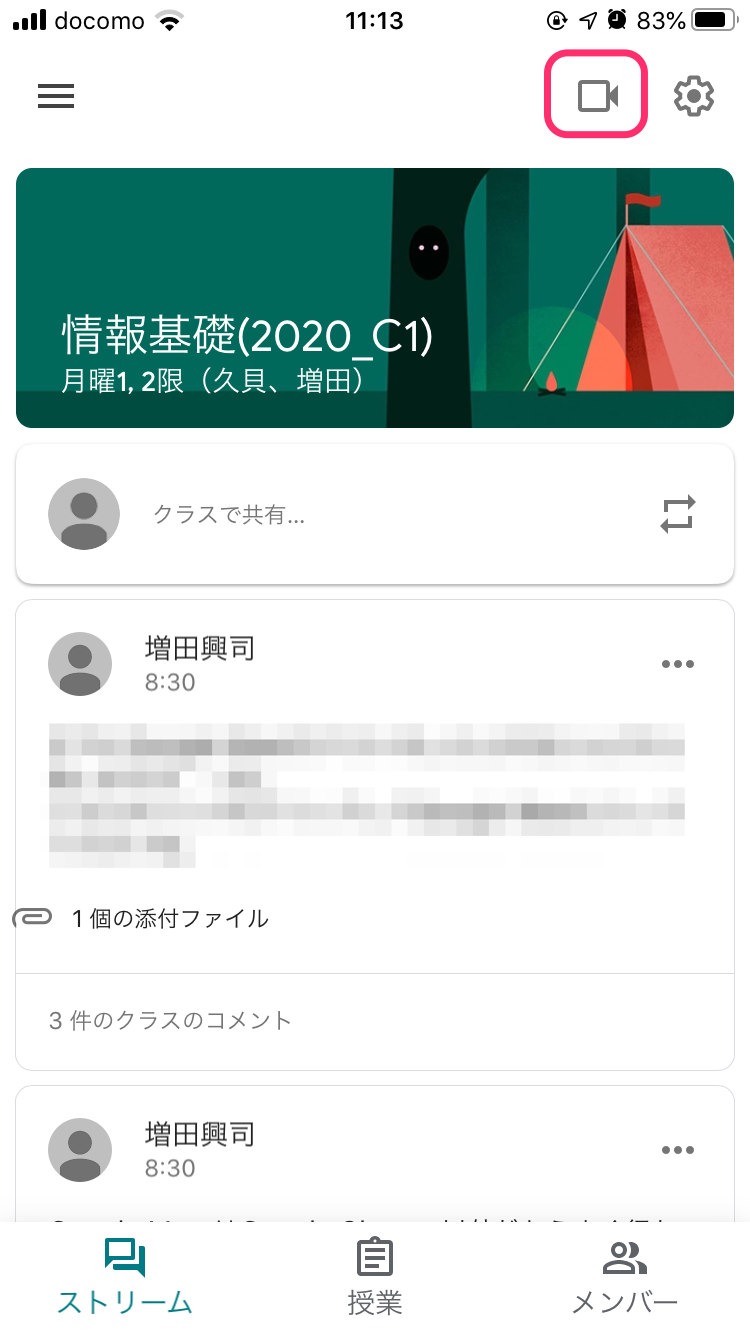 docomo 11:13 83%
情報基礎(2020_C1)
月曜1, 2限（久貝、増田）
クラスで共有...
増田興司
8:30
1 個の添付ファイル
3 件のクラスのコメント
増田興司
8:30
ストリーム 授業 メンバー